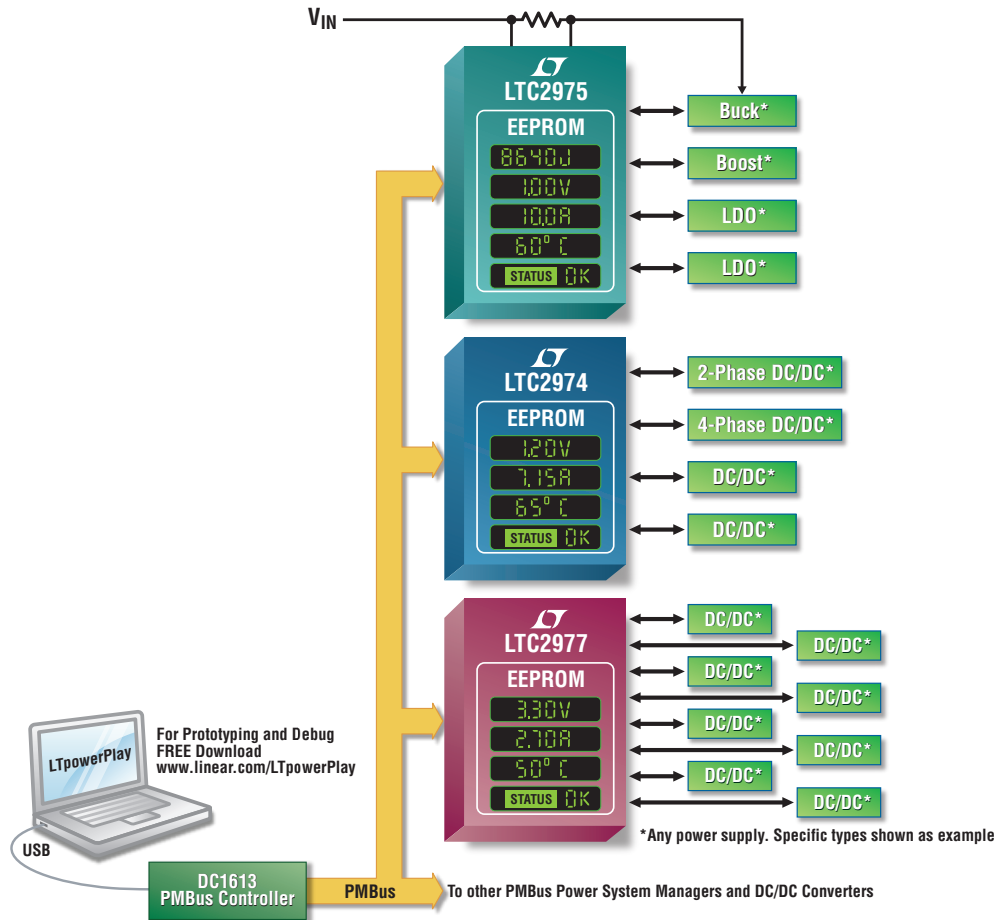 VIN
LTC2975
EEPROM
8640J
1.00V
10.0A
60° C
STATUS OK
Buck*
Boost*
LDO*
LDO*
LTC2974
EEPROM
1.20V
7.15A
65° C
STATUS OK
2-Phase DC/DC*
4-Phase DC/DC*
DC/DC*
DC/DC*
LTC2977
EEPROM
3.30V
2.70A
50° C
STATUS OK
DC/DC*
DC/DC*
DC/DC*
DC/DC*
DC/DC*
DC/DC*
DC/DC*
DC/DC*
*Any power supply. Specific types shown as example
LTpowerPlay
For Prototyping and Debug
FREE Download
www.linear.com/LTpowerPlay
USB
DC1613
PMBus Controller
PMBus
To other PMBus Power System Managers and DC/DC Converters